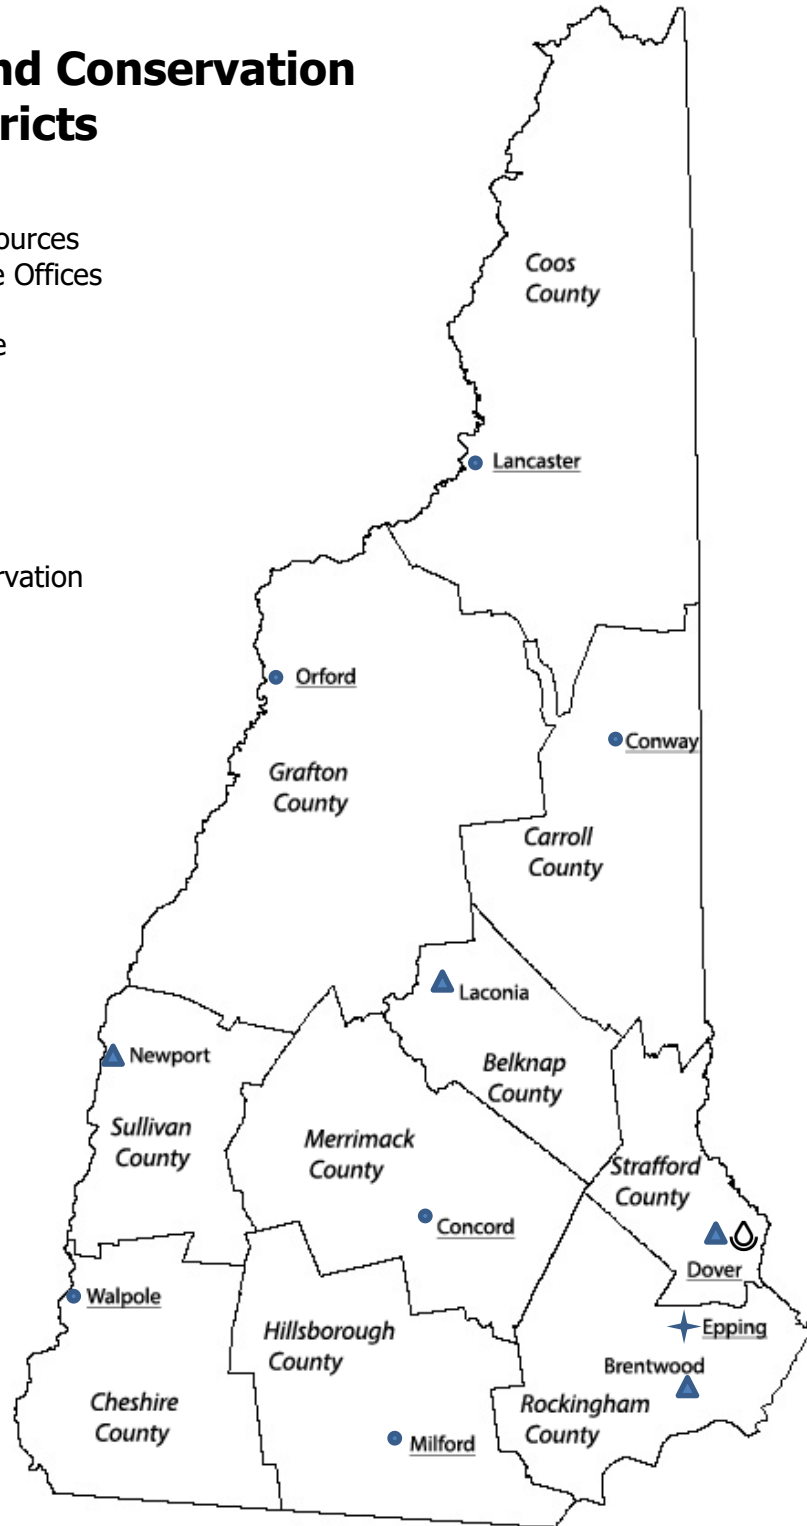 nd Conservation
ricts
ources
e Offices
e
rvation
Coos
County
Lancaster
Orford
Conway
Grafton
County
Carroll
County
Laconia
Newport
Belknap
County
Sullivan
County
Merrimack
County
Strafford
County
Concord
Dover
Walpole
Epping
Hillsborough
County
Brentwood
Cheshire
County
Rockingham
County
Milford